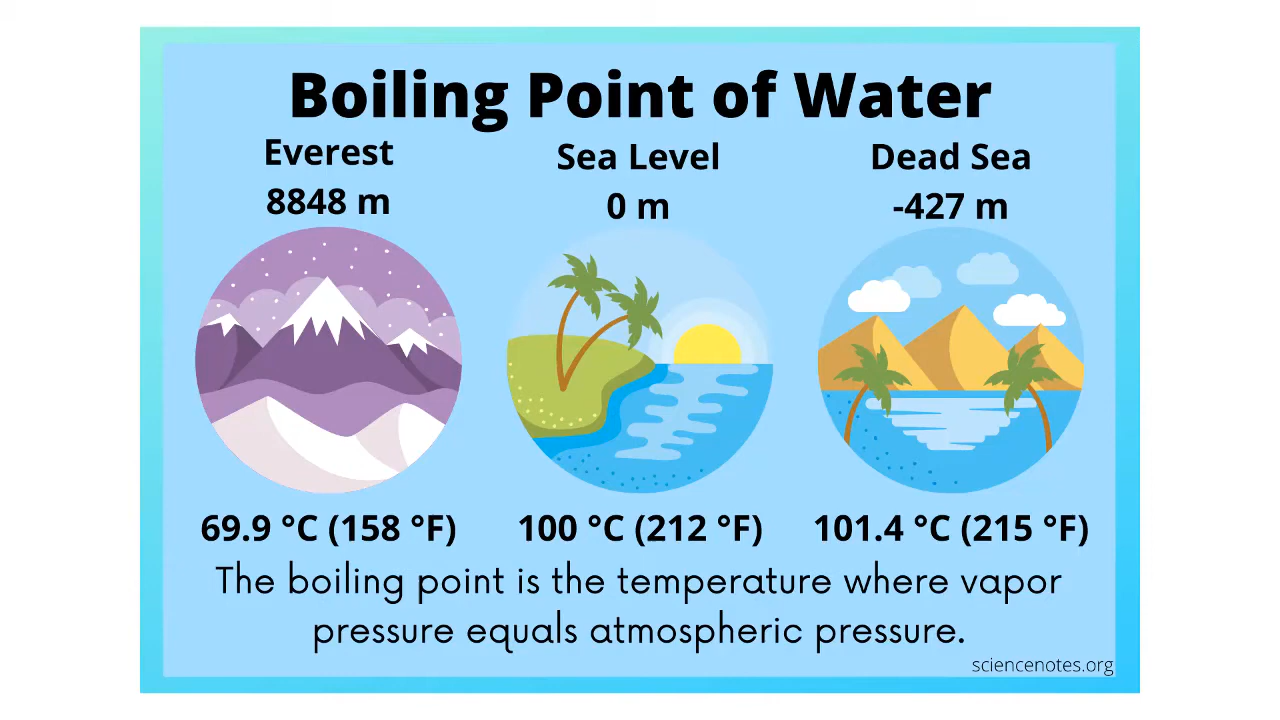 Boiling Point of Water
Everest
8848 m
Sea Level
0 m
Dead Sea
-427 m
69.9 °C (158 °F)
100 °C (212 °F)
101.4 °C (215 °F)
The boiling point is the temperature where vapor
pressure equals atmospheric pressure.
sciencenotes.org